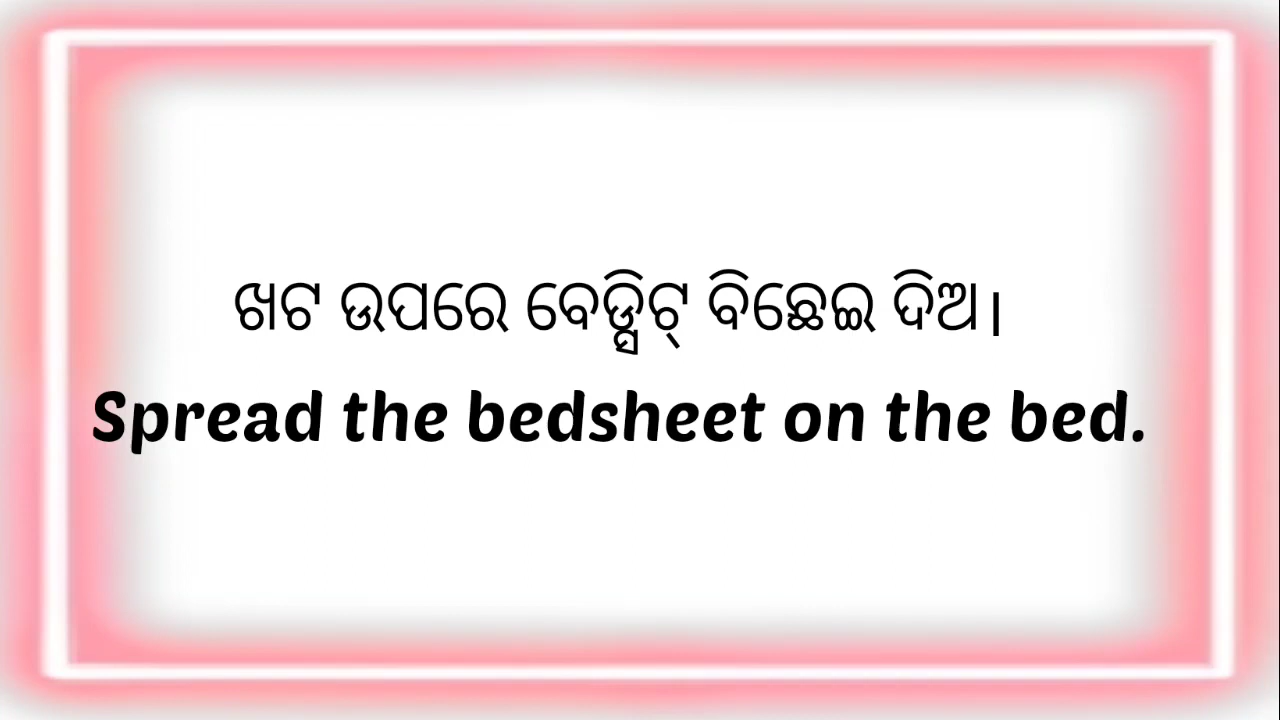 ଖଟ ଉପରେ ବେଡ୍ସିଟ୍ ବିଛେଇ ଦିଅ।
Spread the bedsheet on the bed.